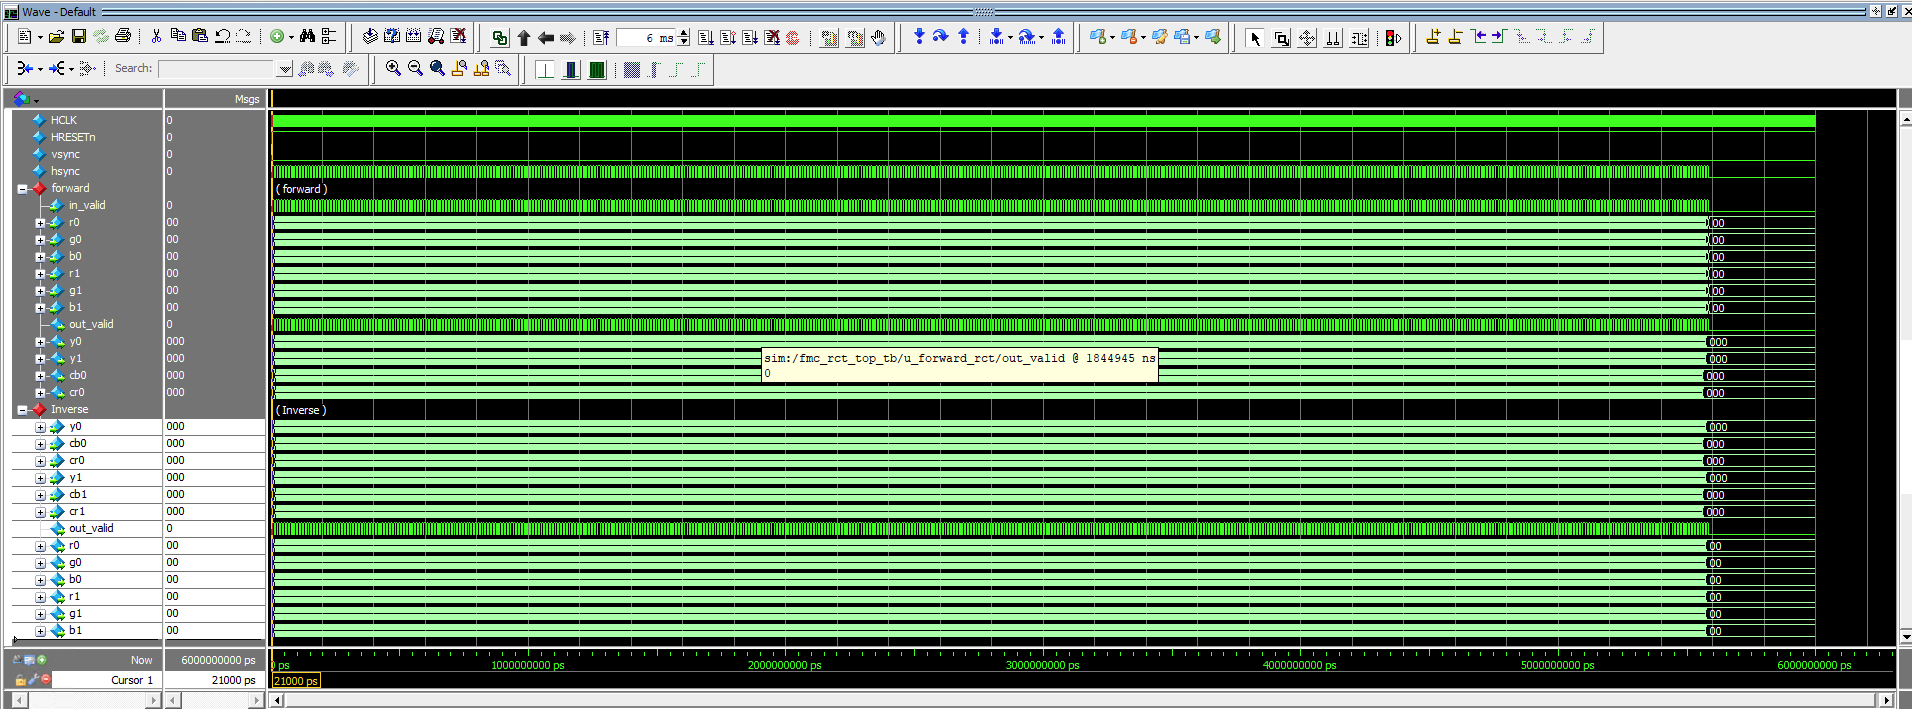 Wave - Default
6 ms
Search:
Msgs
HCLK 0
HRESETn 0
vsync 0
hsync 0
forward ( forward )
in_valid 0
r0 00 00
g0 00 00
b0 00 00
r1 00 00
g1 00 00
b1 00 00
out_valid 0
y0 000 000
y1 000 000
cb0 000 000
cr0 000 000
sim:/fmc_rct_top_tb/u_forward_rct/out_valid @ 1844945 ns
0
Inverse ( Inverse )
y0 000 000
cb0 000 000
cr0 000 000
y1 000 000
cb1 000 000
cr1 000 000
out_valid 0
r0 00 00
g0 00 00
b0 00 00
r1 00 00
g1 00 00
b1 00 00
Now 6000000000 ps 0 ps 1000000000 ps 2000000000 ps 3000000000 ps 4000000000 ps 5000000000 ps 6000000000 ps
Cursor 1 21000 ps 21000 ps